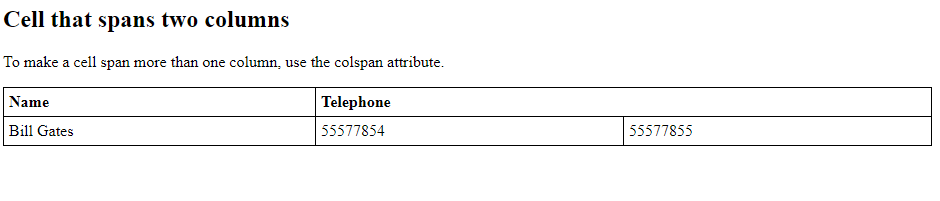 Cell that spans two columns
To make a cell span more than one column, use the colspan attribute.
Name Telephone
Bill Gates 55577854 55577855